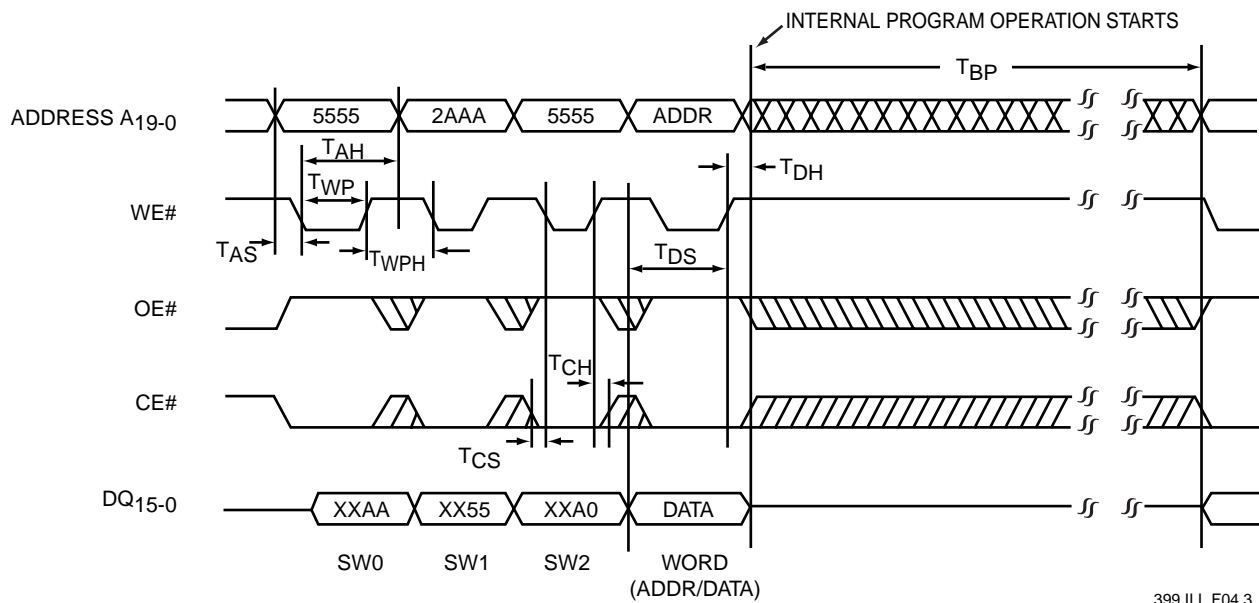 INTERNAL PROGRAM OPERATION STARTS
TBP
ADDRESS A19-0
5555
2AAA
5555
ADDR
TAH
TDH
TWP
WE#
TAS
TWPH
TDS
OE#
TCH
CE#
TCS
DQ15-0
XXAA
XX55
XXA0
DATA
SW0
SW1
SW2
WORD
(ADDR/DATA)
399 ILL F04.3